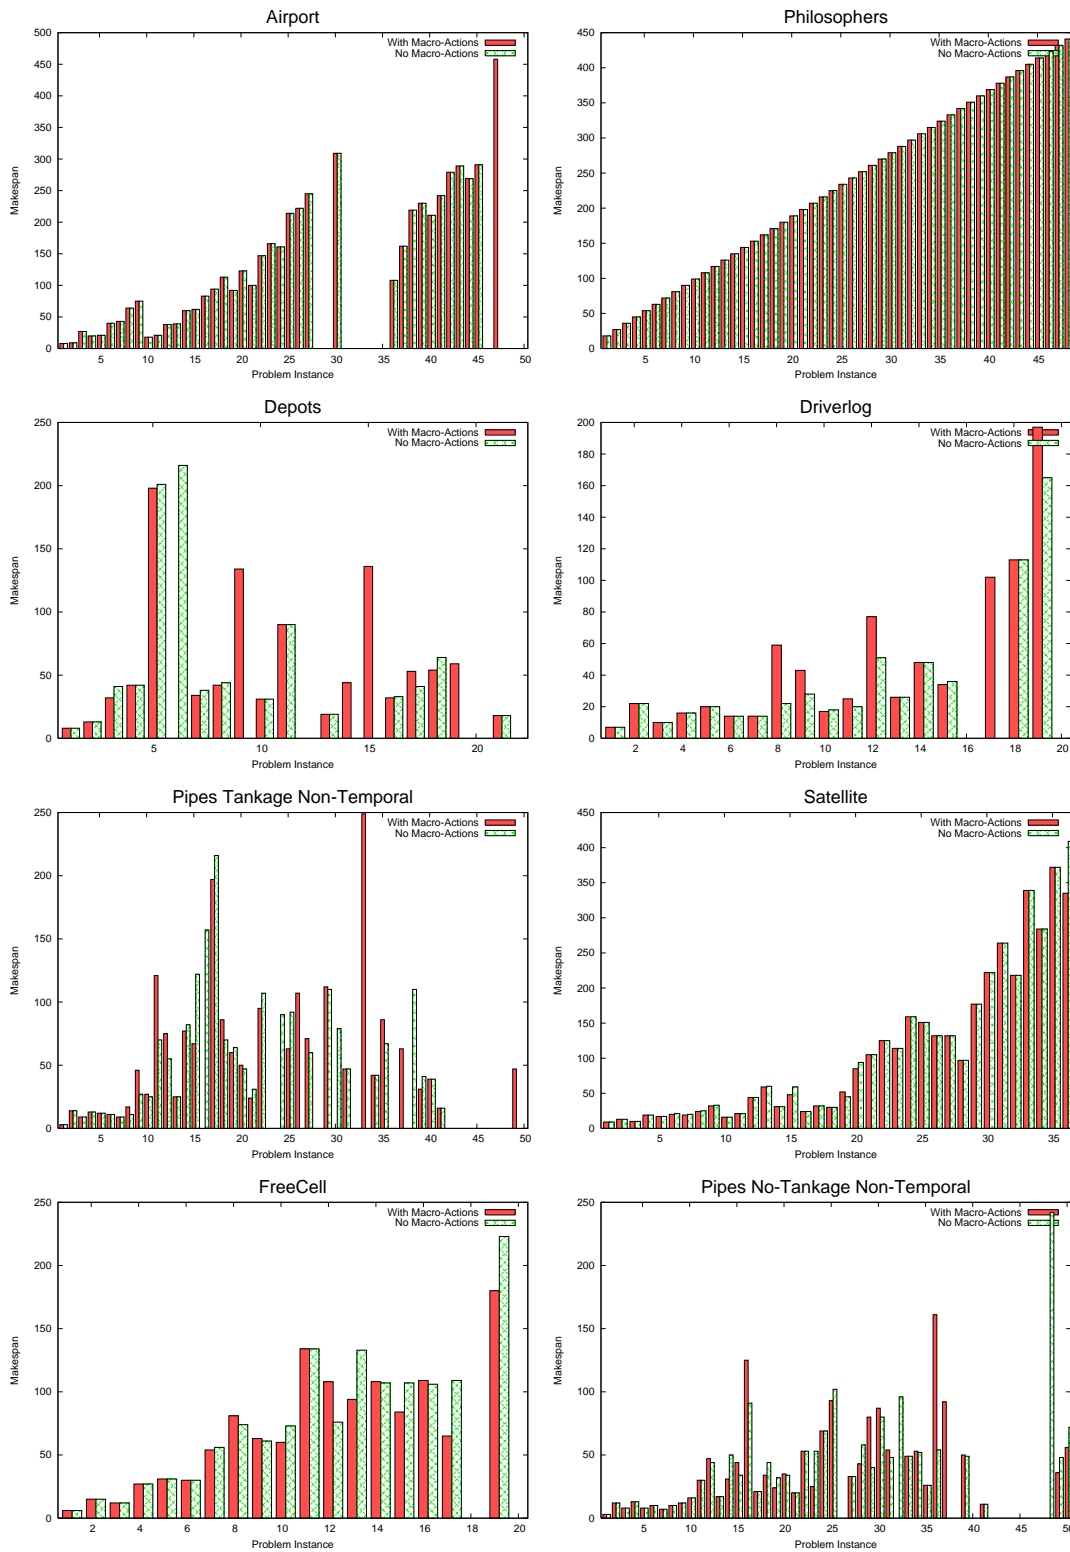 Airport
Makespan
500
450
400
350
300
250
200
150
100
50
0
With Macro-Actions
No Macro-Actions
5 10 15 20 25 30 35 40 45 50
Problem Instance
Philosophers
Makespan
450
400
350
300
250
200
150
100
50
0
With Macro-Actions
No Macro-Actions
5 10 15 20 25 30 35 40 45
Problem Instance
Depots
Makespan
250
200
150
100
50
0
With Macro-Actions
No Macro-Actions
5 10 15 20
Problem Instance
Driverlog
Makespan
200
180
160
140
120
100
80
60
40
20
0
With Macro-Actions
No Macro-Actions
2 4 6 8 10 12 14 16 18 20
Problem Instance
Pipes Tankage Non-Temporal
Makespan
250
200
150
100
50
0
With Macro-Actions
No Macro-Actions
5 10 15 20 25 30 35 40 45 50
Problem Instance
Satellite
Makespan
450
400
350
300
250
200
150
100
50
0
With Macro-Actions
No Macro-Actions
5 10 15 20 25 30 35
Problem Instance
FreeCell
Makespan
250
200
150
100
50
0
With Macro-Actions
No Macro-Actions
2 4 6 8 10 12 14 16 18 20
Problem Instance
Pipes No-Tankage Non-Temporal
Makespan
250
200
150
100
50
0
With Macro-Actions
No Macro-Actions
5 10 15 20 25 30 35 40 45 50
Problem Instance